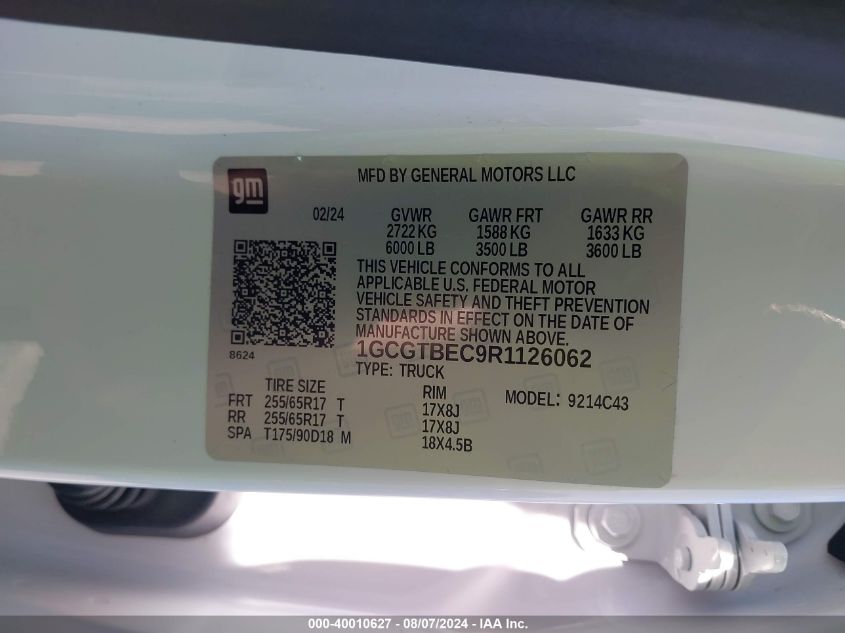 gm
MFD BY GENERAL MOTORS LLC
02/24 GVWR GAWR FRT GAWR RR
2722 KG 1588 KG 1633 KG
6000 LB 3500 LB 3600 LB
THIS VEHICLE CONFORMS TO ALL
APPLICABLE U.S. FEDERAL MOTOR
VEHICLE SAFETY AND THEFT PREVENTION
STANDARDS IN EFFECT ON THE DATE OF
MANUFACTURE SHOWN ABOVE.
8624 1GCGTBEC9R1126062
TYPE: TRUCK
TIRE SIZE RIM MODEL: 9214C43
FRT 255/65R17 T 17X8J
RR 255/65R17 T 17X8J
SPA T175/90D18 M 18X4.5B
000-40010627 - 08/07/2024 - IAA Inc.